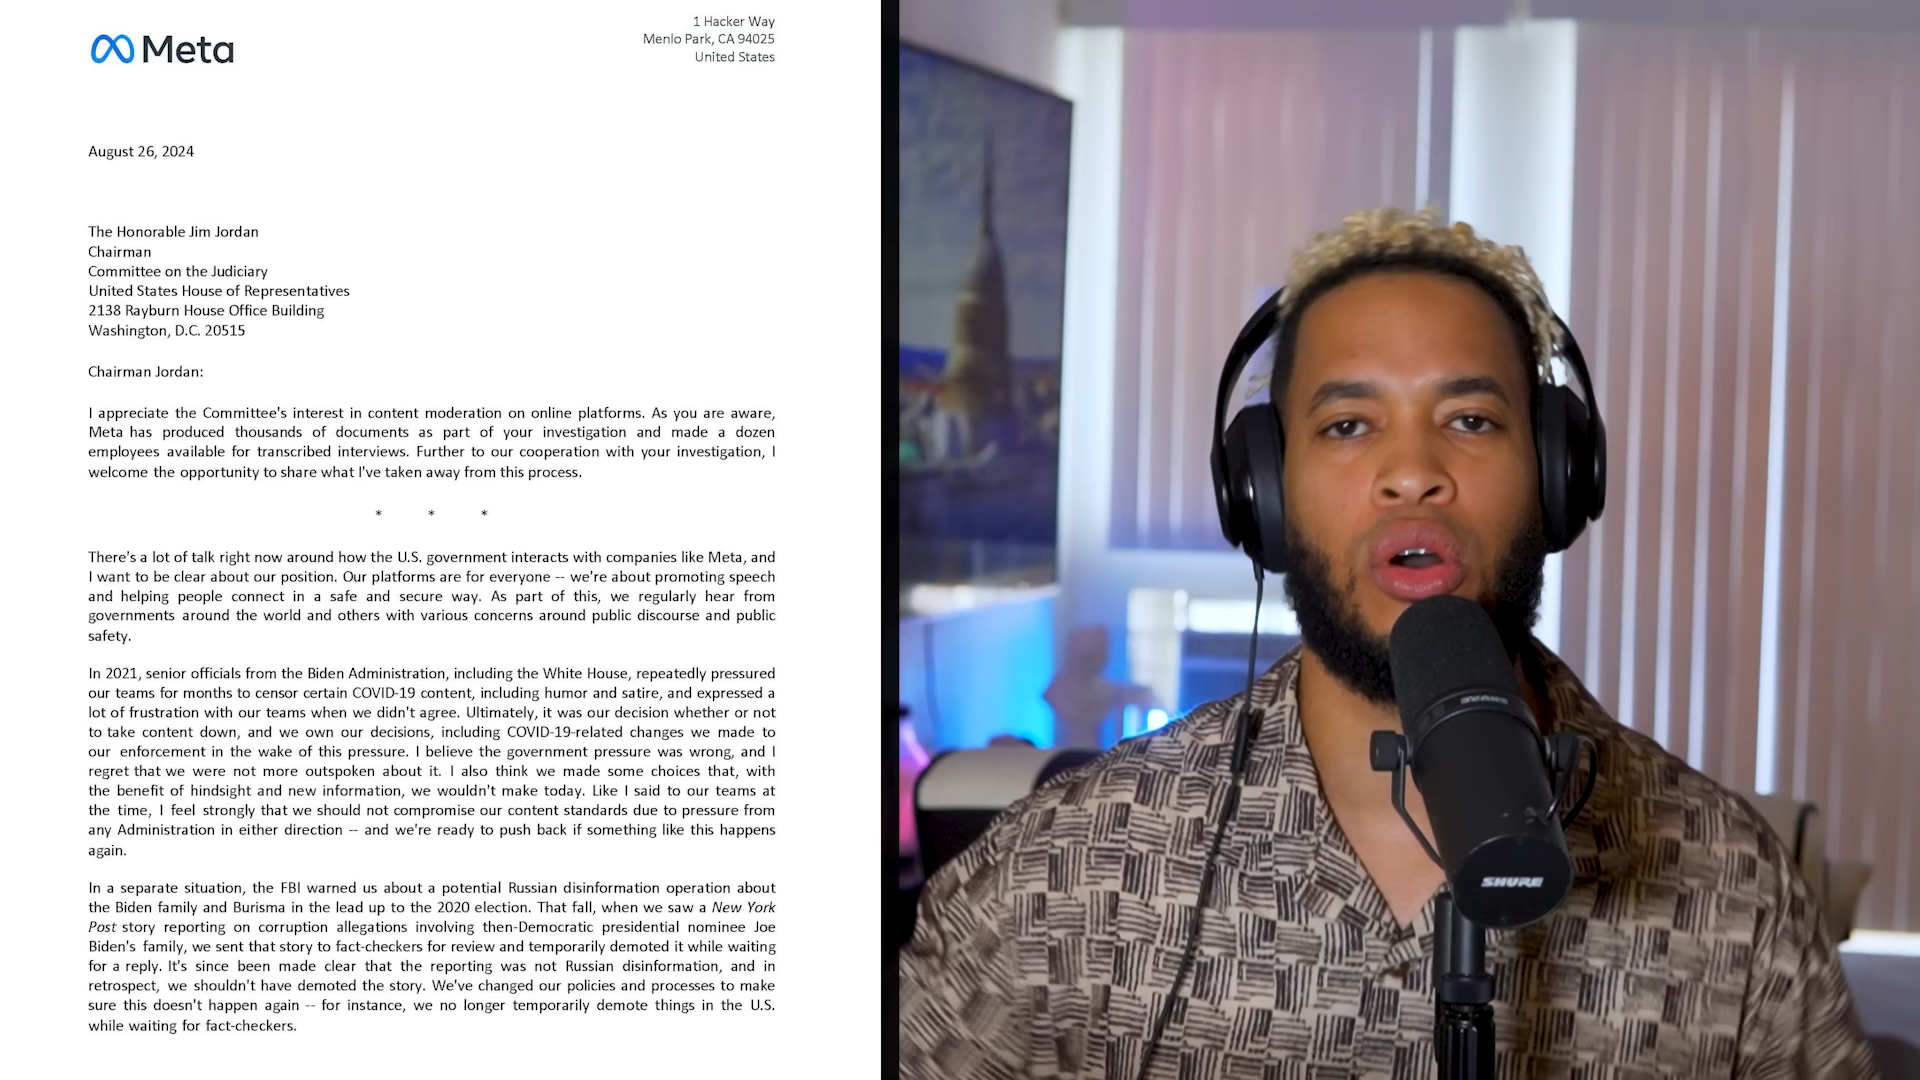 Meta
1 Hacker Way
Menlo Park, CA 94025
United States
August 26, 2024
The Honorable Jim Jordan
Chairman
Committee on the Judiciary
United States House of Representatives
2138 Rayburn House Office Building
Washington, D.C. 20515
Chairman Jordan:
I appreciate the Committee's interest in content moderation on online platforms. As you are aware,
Meta has produced thousands of documents as part of your investigation and made a dozen
employees available for transcribed interviews. Further to our cooperation with your investigation, I
welcome the opportunity to share what I've taken away from this process.
* * *
There's a lot of talk right now around how the U.S. government interacts with companies like Meta, and
I want to be clear about our position. Our platforms are for everyone -- we're about promoting speech
and helping people connect in a safe and secure way. As part of this, we regularly hear from
governments around the world and others with various concerns around public discourse and public
safety.
In 2021, senior officials from the Biden Administration, including the White House, repeatedly pressured
our teams for months to censor certain COVID-19 content, including humor and satire, and expressed a
lot of frustration with our teams when we didn't agree. Ultimately, it was our decision whether or not
to take content down, and we own our decisions, including COVID-19-related changes we made to
our enforcement in the wake of this pressure. I believe the government pressure was wrong, and I
regret that we were not more outspoken about it. I also think we made some choices that, with
the benefit of hindsight and new information, we wouldn't make today. Like I said to our teams at
the time, I feel strongly that we should not compromise our content standards due to pressure from
any Administration in either direction -- and we're ready to push back if something like this happens
again.
In a separate situation, the FBI warned us about a potential Russian disinformation operation about
the Biden family and Burisma in the lead up to the 2020 election. That fall, when we saw a New York
Post story reporting on corruption allegations involving then-Democratic presidential nominee Joe
Biden's family, we sent that story to fact-checkers for review and temporarily demoted it while waiting
for a reply. It's since been made clear that the reporting was not Russian disinformation, and in
retrospect, we shouldn't have demoted the story. We've changed our policies and processes to make
sure this doesn't happen again -- for instance, we no longer temporarily demote things in the U.S.
while waiting for fact-checkers.
SHURE